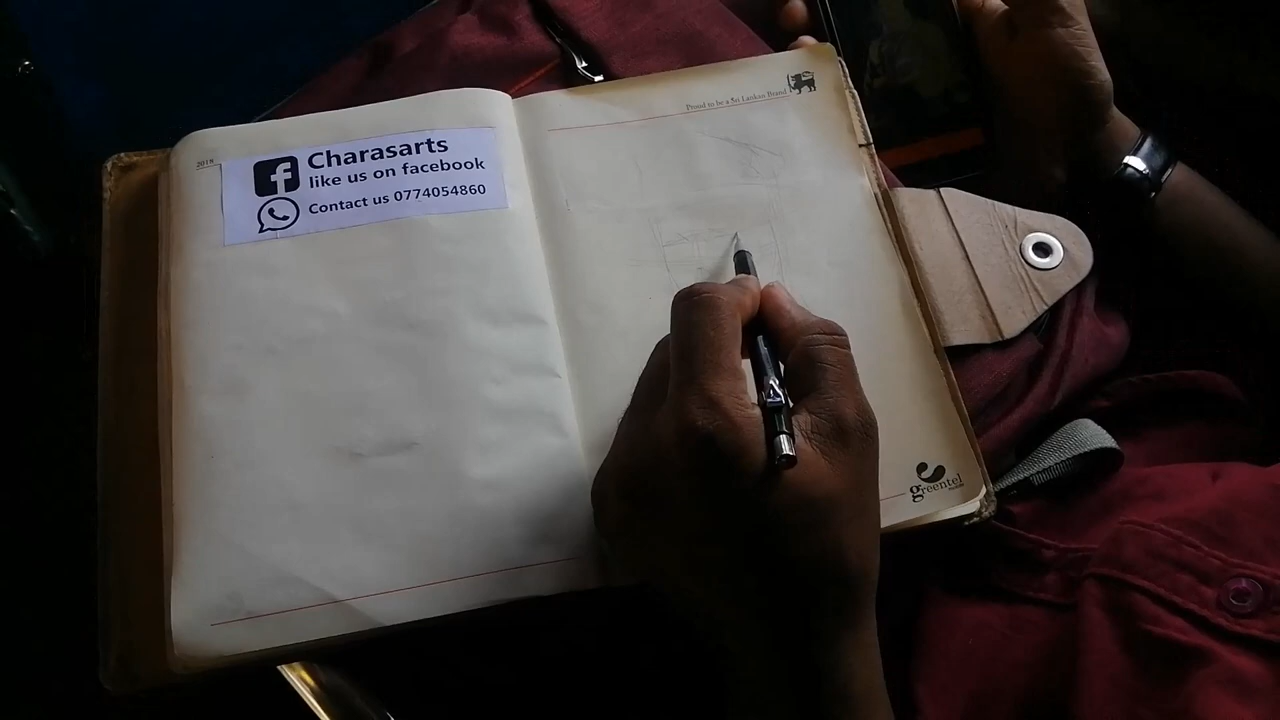 2018
Charasarts
like us on facebook
Contact us 0774054860
Proud to be a Sri Lankan Brand
greentel